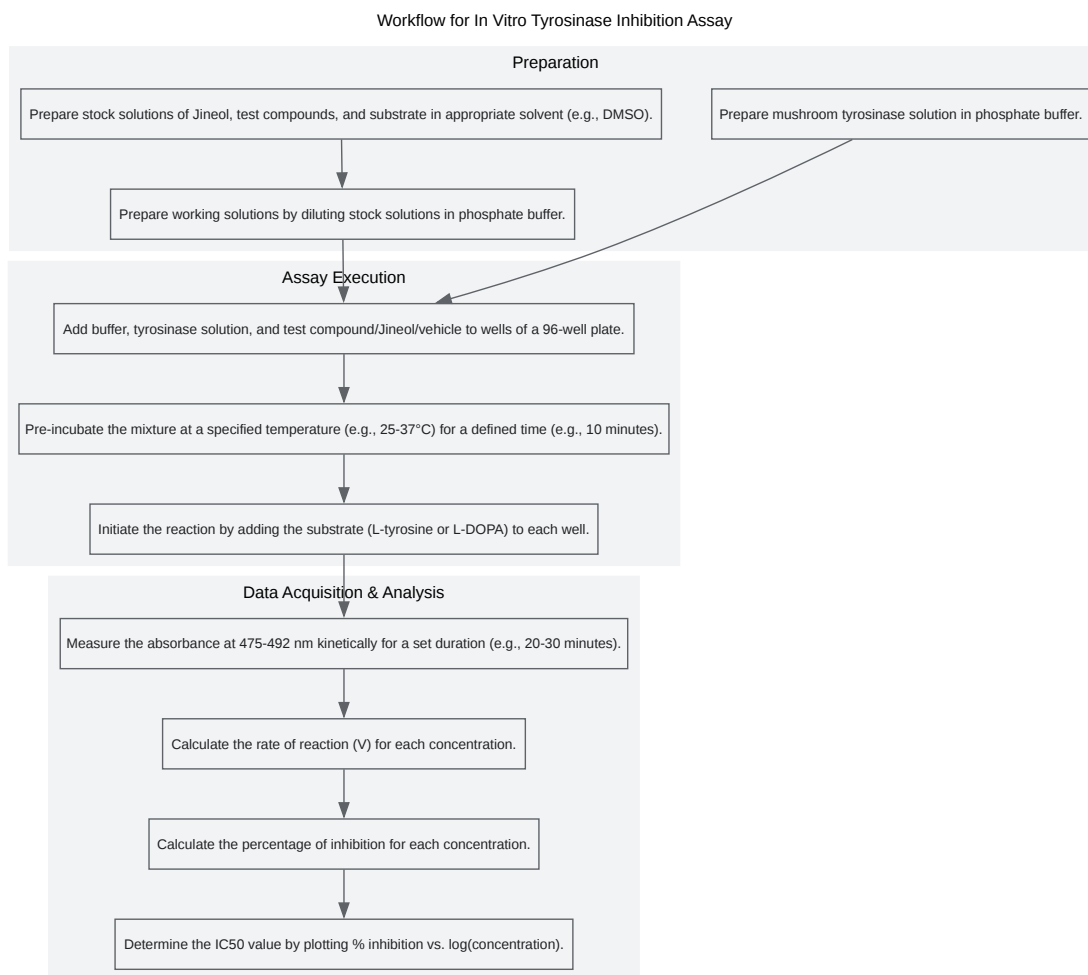 Workflow for In Vitro Tyrosinase Inhibition Assay
Preparation
Prepare stock solutions of Jineol, test compounds, and substrate in appropriate solvent (e.g., DMSO).
Prepare mushroom tyrosinase solution in phosphate buffer.
Prepare working solutions by diluting stock solutions in phosphate buffer.
Assay Execution
Add buffer, tyrosinase solution, and test compound/Jineol/vehicle to wells of a 96-well plate.
Pre-incubate the mixture at a specified temperature (e.g., 25-37°C) for a defined time (e.g., 10 minutes).
Initiate the reaction by adding the substrate (L-tyrosine or L-DOPA) to each well.
Data Acquisition & Analysis
Measure the absorbance at 475-492 nm kinetically for a set duration (e.g., 20-30 minutes).
Calculate the rate of reaction (V) for each concentration.
Calculate the percentage of inhibition for each concentration.
Determine the IC50 value by plotting % inhibition vs. log(concentration).